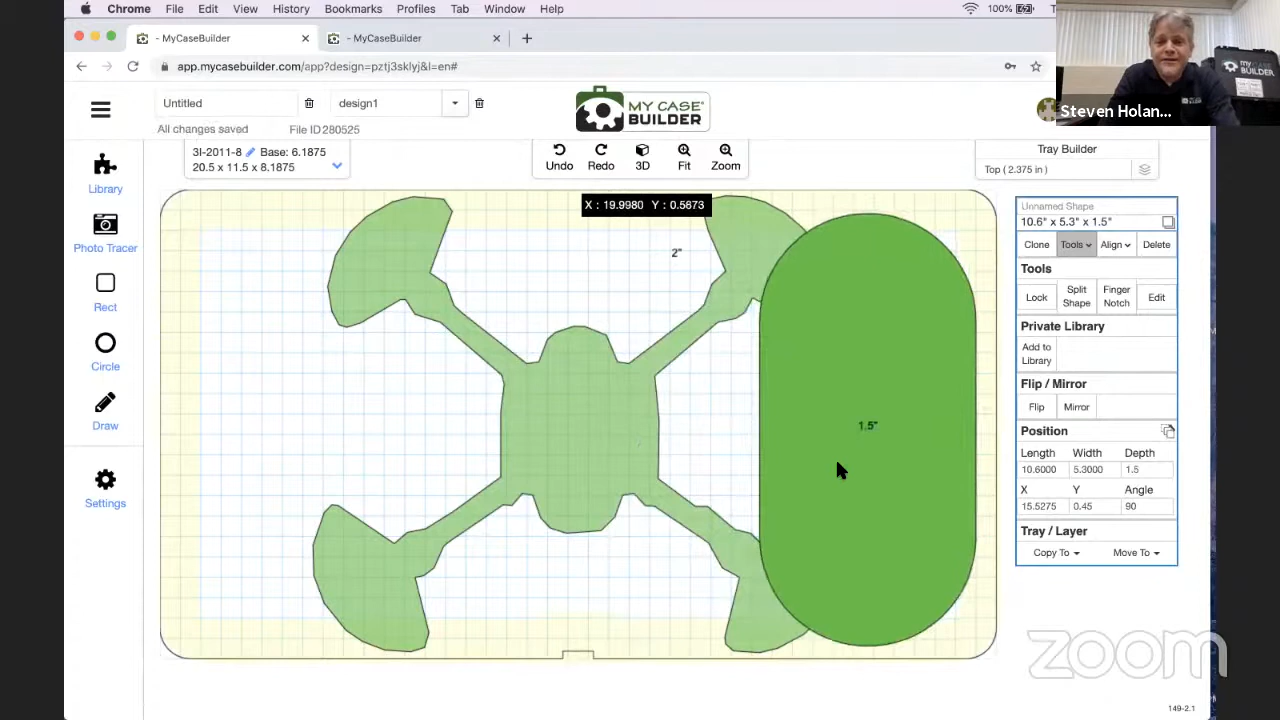 Chrome File Edit View History Bookmarks Profiles Tab Window Help 100%
- MyCaseBuilder - MyCaseBuilder
app.mycasebuilder.com/app?design=pztj3sklyj&l=en#
my CASE BUILDER
Steven Holan...
Untitled design1
MY CASE BUILDER
All changes saved File ID 280525
3I-2011-8 Base: 6.1875
20.5 x 11.5 x 8.1875
Undo Redo 3D Fit Zoom
Tray Builder
Top ( 2.375 in )
Library
Photo Tracer
Rect
Circle
Draw
Settings
X : 19.9980 Y : 0.5673
2"
1.5"
Unnamed Shape
10.6" x 5.3" x 1.5"
Clone Tools Align Delete
Tools
Lock Split Shape Finger Notch Edit
Private Library
Add to Library
Flip / Mirror
Flip Mirror
Position
Length Width Depth
10.6000 5.3000 1.5
X Y Angle
15.5275 0.45 90
Tray / Layer
Copy To Move To
zoom
149-2.1